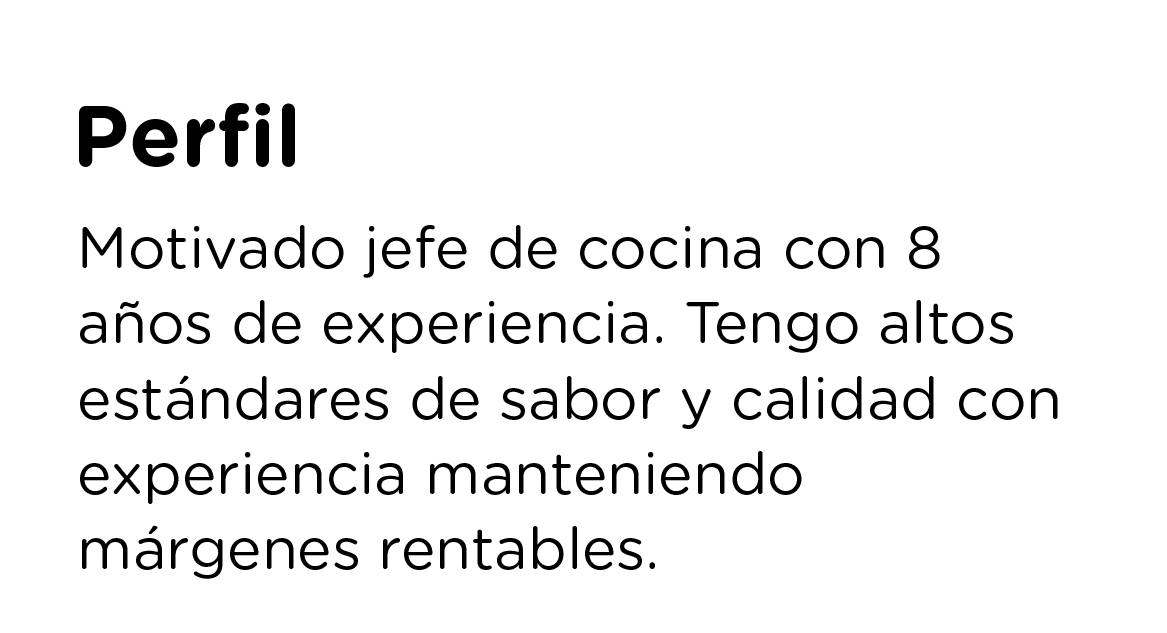 Perfil
Motivado jefe de cocina con 8
años de experiencia. Tengo altos
estándares de sabor y calidad con
experiencia manteniendo
márgenes rentables.